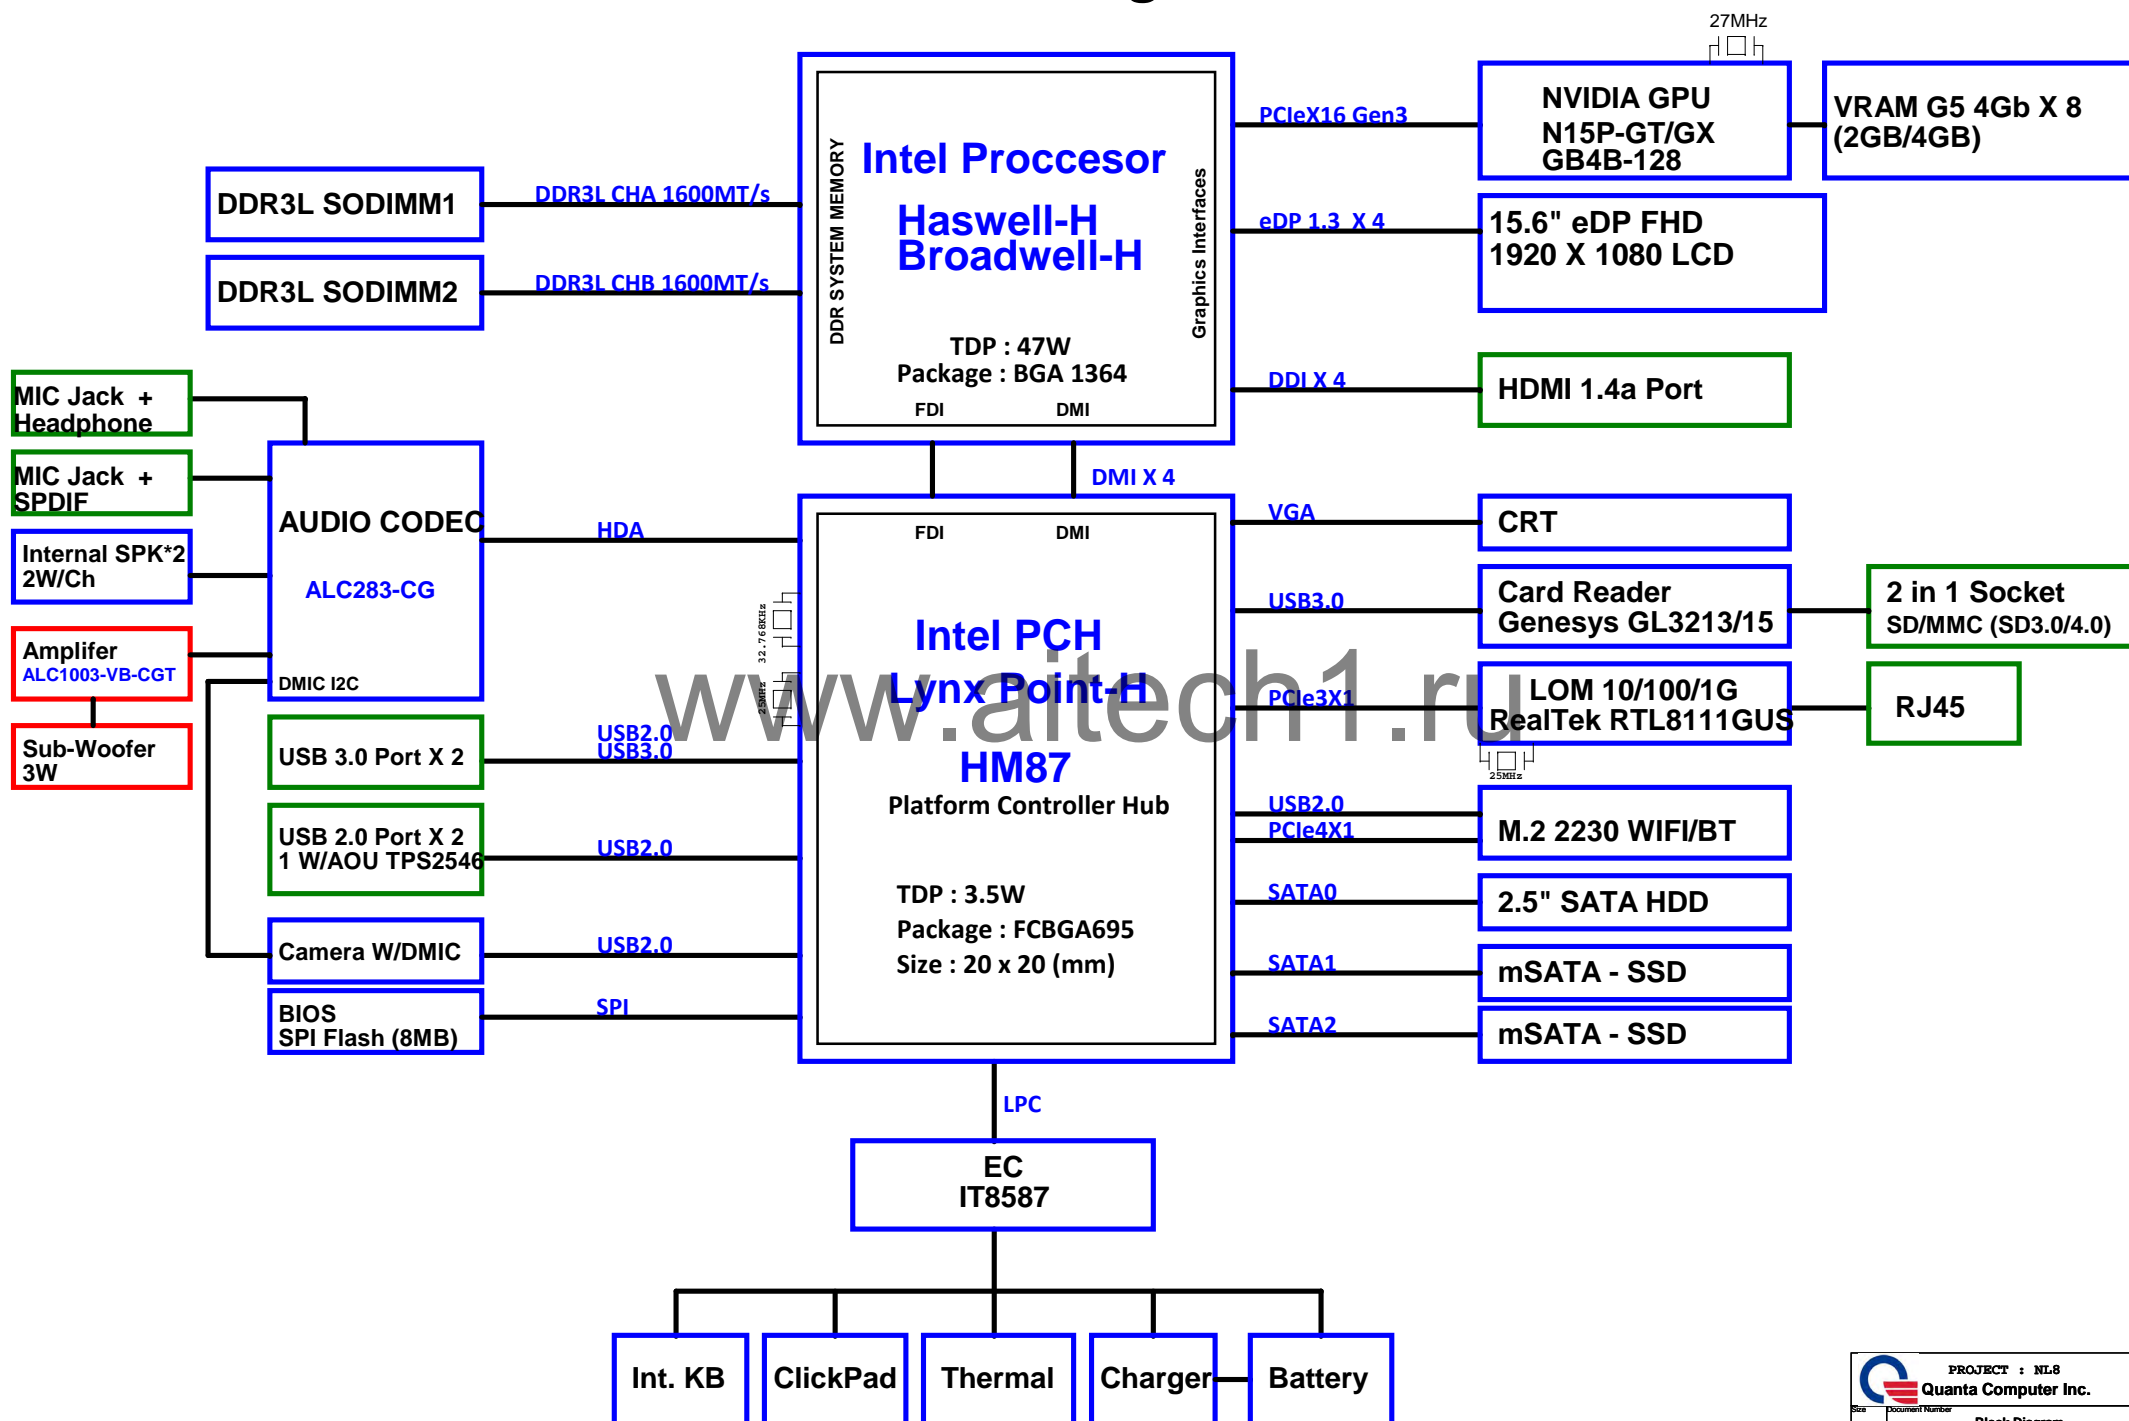 27MHz
NVIDIA GPU
N15P-GT/GX
GB4B-128
VRAM G5 4Gb X 8
(2GB/4GB)
PCIeX16 Gen3
Intel Proccesor
Haswell-H
Broadwell-H
DDR SYSTEM MEMORY
Graphics Interfaces
TDP : 47W
Package : BGA 1364
FDI
DMI
DDR3L SODIMM1
DDR3L CHA 1600MT/s
DDR3L SODIMM2
DDR3L CHB 1600MT/s
eDP 1.3 X 4
15.6" eDP FHD
1920 X 1080 LCD
DDI X 4
HDMI 1.4a Port
MIC Jack +
Headphone
MIC Jack +
SPDIF
Internal SPK*2
2W/Ch
Amplifer
ALC1003-VB-CGT
Sub-Woofer
3W
AUDIO CODEC
ALC283-CG
DMIC I2C
HDA
DMI X 4
FDI
DMI
32.768KHz
25MHz
Intel PCH
Lynx Point-H
HM87
Platform Controller Hub
TDP : 3.5W
Package : FCBGA695
Size : 20 x 20 (mm)
www.aitech1.ru
USB 3.0 Port X 2
USB2.0
USB3.0
USB 2.0 Port X 2
1 W/AOU TPS2546
USB2.0
Camera W/DMIC
USB2.0
BIOS
SPI Flash (8MB)
SPI
VGA
CRT
USB3.0
Card Reader
Genesys GL3213/15
2 in 1 Socket
SD/MMC (SD3.0/4.0)
PCIe3X1
LOM 10/100/1G
RealTek RTL8111GUS
RJ45
25MHz
USB2.0
PCIe4X1
M.2 2230 WIFI/BT
SATA0
2.5" SATA HDD
SATA1
mSATA - SSD
SATA2
mSATA - SSD
LPC
EC
IT8587
Int. KB
ClickPad
Thermal
Charger
Battery
PROJECT : NL8
Quanta Computer Inc.
Size
Document Number
Block Diagram